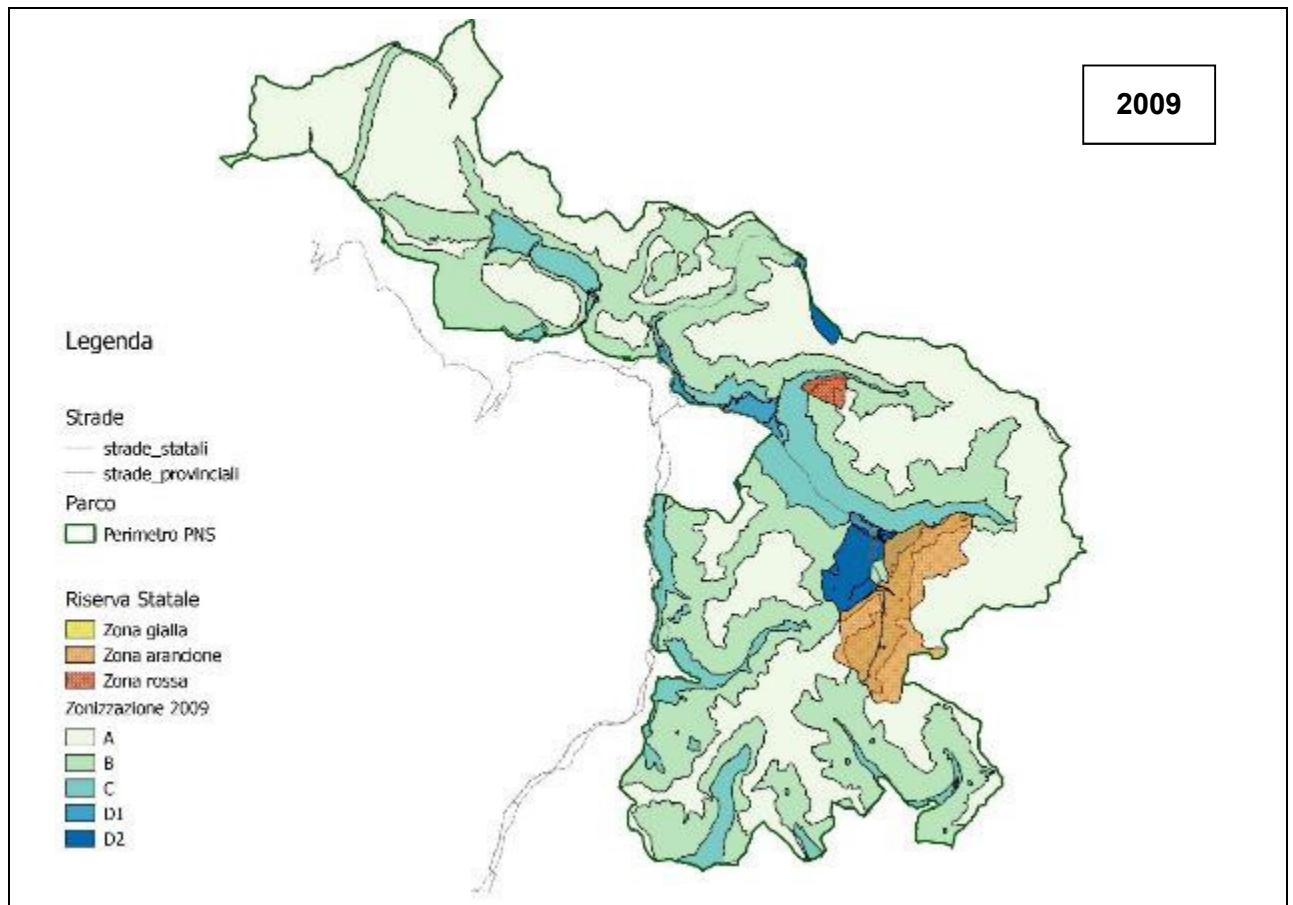 2009
Legenda
Strade
strade_statali
strade_provinciali
Parco
Perimetro PNS
Riserva Statale
Zona gialla
Zona arancione
Zona rossa
Zonizzazione 2009
A
B
C
D1
D2